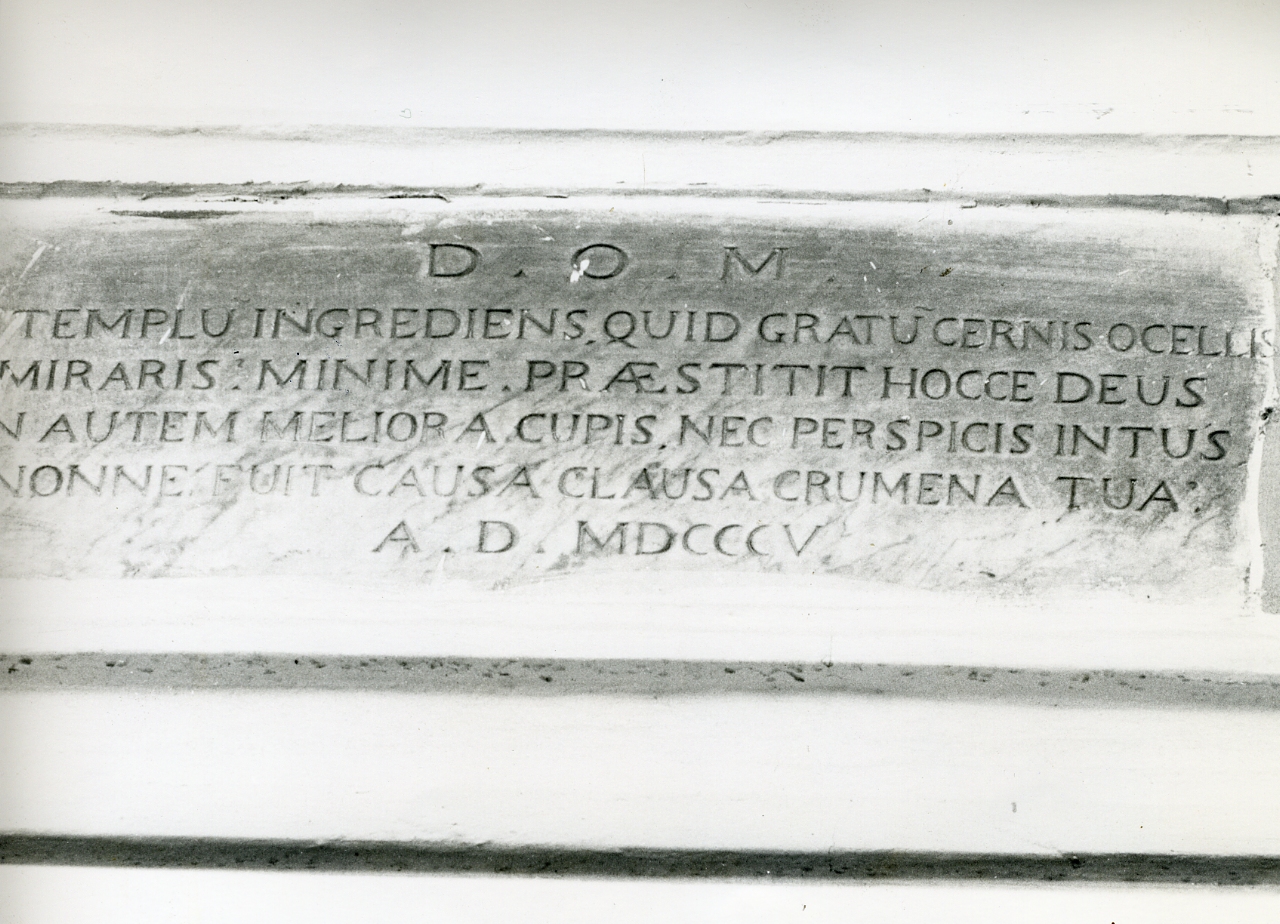 D . O . M .
TEMPLU INGREDIENS, QUID GRATŪ CERNIS OCELLIS
MIRARIS : MINIME . PRÆSTITIT HOCCE DEUS
N AUTEM MELIORA CUPIS, NEC PERSPICIS INTUS
NONNE FUIT CAUSA CLAUSA CRUMENA TUA :
A . D . MDCCCV